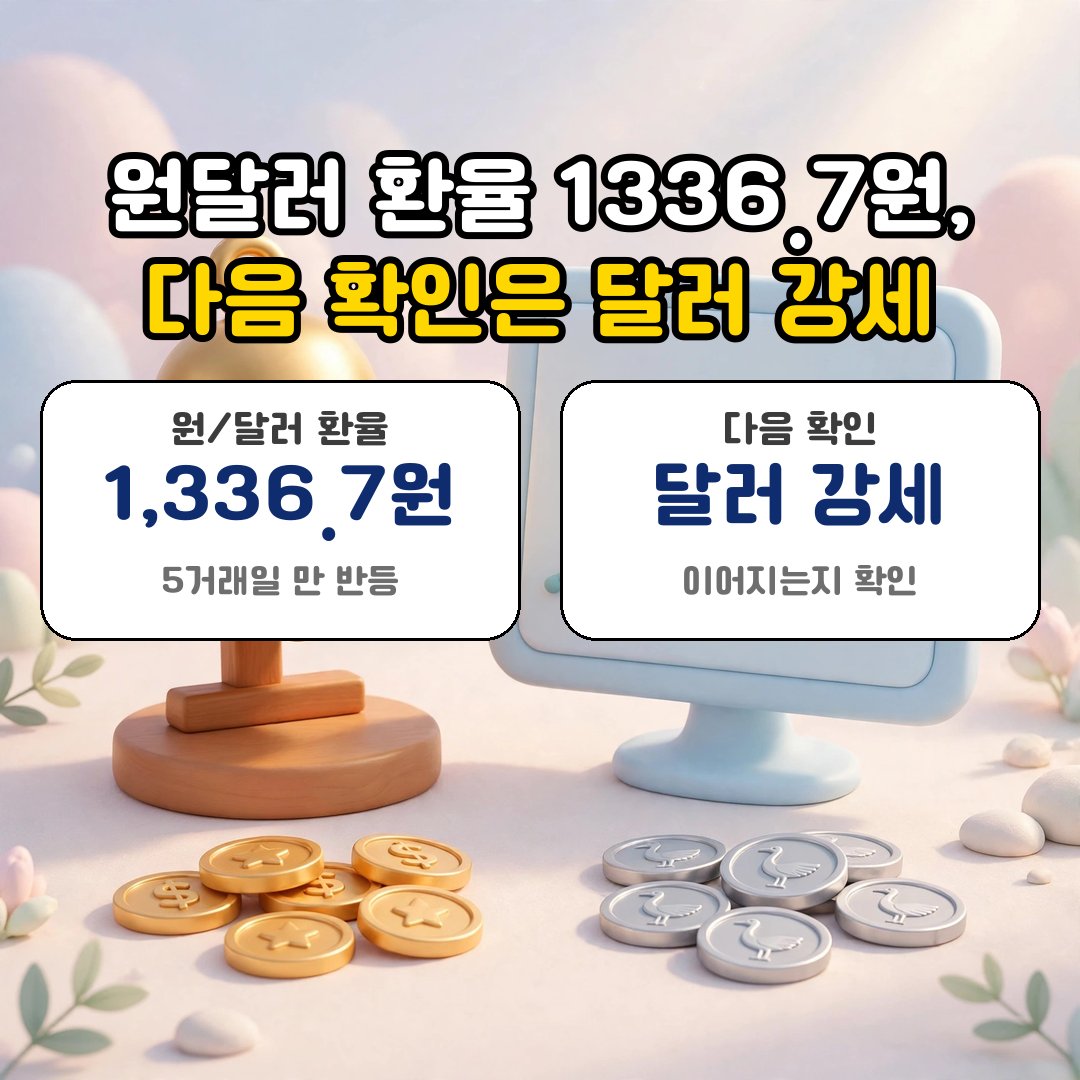 원달러 환율 1336.7원,
다음 확인은 달러 강세
원/달러 환율
1,336.7원
5거래일 만 반등
다음 확인
달러 강세
이어지는지 확인